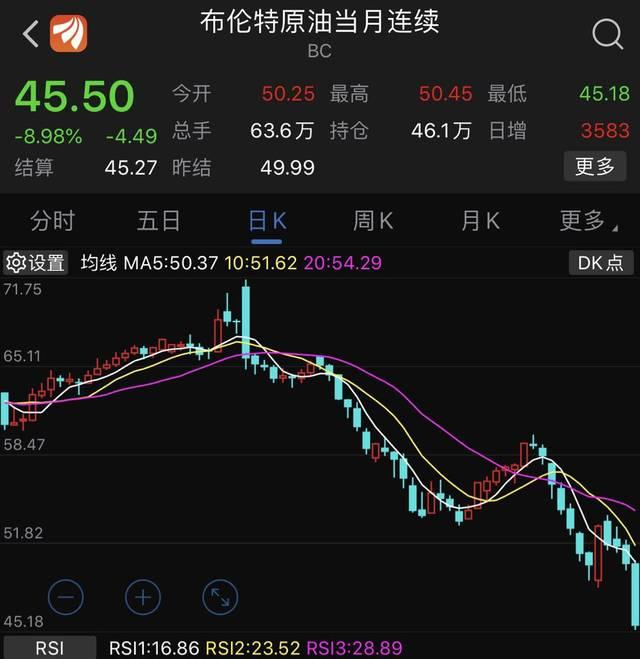 布伦特原油当月连续
BC
45.50 今开 50.25 最高 50.45 最低 45.18
-8.98% -4.49 总手 63.6万 持仓 46.1万 日增 3583
结算 45.27 昨结 49.99 更多
分时 五日 日K 周K 月K 更多
设置 均线 MA5:50.37 10:51.62 20:54.29 DK点
71.75
65.11
58.47
51.82
45.18
RSI RSI1:16.86 RSI2:23.52 RSI3:28.89